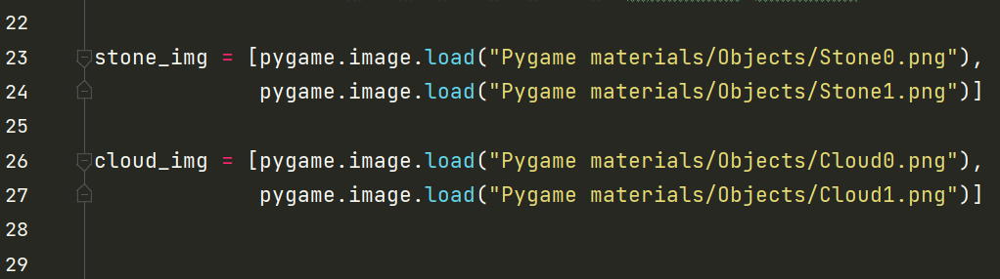 22
23 stone_img = [pygame.image.load("Pygame materials/Objects/Stone0.png"),
24 pygame.image.load("Pygame materials/Objects/Stone1.png")]
25
26 cloud_img = [pygame.image.load("Pygame materials/Objects/Cloud0.png"),
27 pygame.image.load("Pygame materials/Objects/Cloud1.png")]
28
29